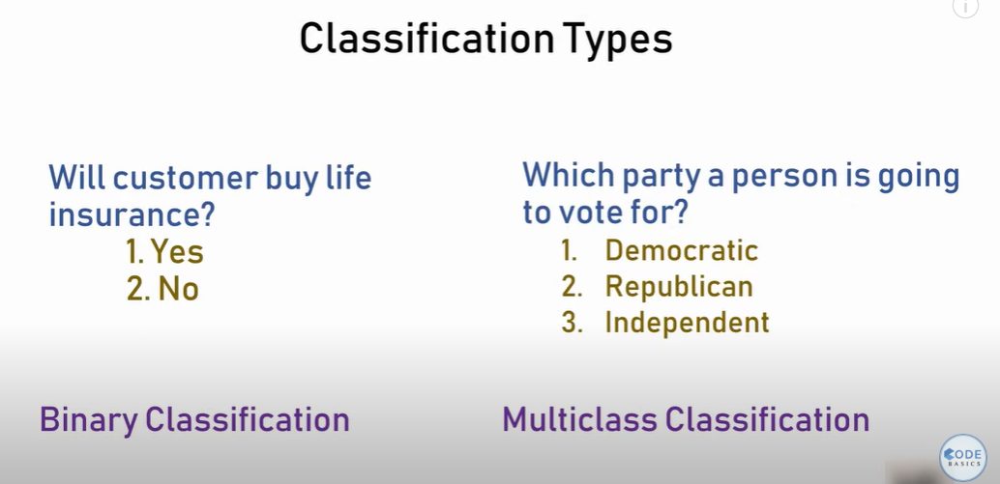 Classification Types
Will customer buy life
insurance?
1. Yes
2. No
Binary Classification
Which party a person is going
to vote for?
1. Democratic
2. Republican
3. Independent
Multiclass Classification
i
CODE
BASICS